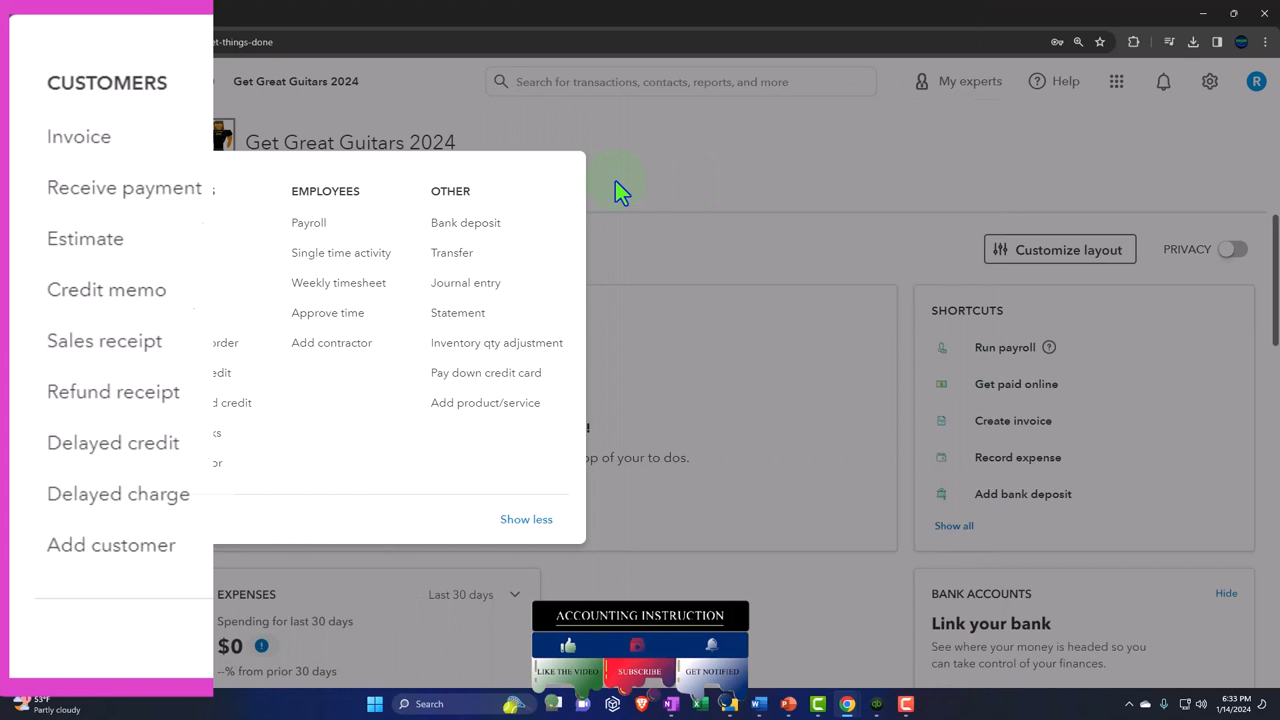 et-things-done
Get Great Guitars 2024
Search for transactions, contacts, reports, and more
My experts
Help
R
Get Great Guitars 2024
CUSTOMERS
Invoice
Receive payment
Estimate
Credit memo
Sales receipt
Refund receipt
Delayed credit
Delayed charge
Add customer
S
order
edit
d credit
ks
or
EMPLOYEES
Payroll
Single time activity
Weekly timesheet
Approve time
Add contractor
OTHER
Bank deposit
Transfer
Journal entry
Statement
Inventory qty adjustment
Pay down credit card
Add product/service
Show less
Customize layout
PRIVACY
!
op of your to dos.
SHORTCUTS
Run payroll
Get paid online
Create invoice
Record expense
Add bank deposit
Show all
EXPENSES
Last 30 days
Spending for last 30 days
$0
--% from prior 30 days
ACCOUNTING INSTRUCTION
LIKE THE VIDEO
SUBSCRIBE
GET NOTIFIED
BANK ACCOUNTS
Hide
Link your bank
See where your money is headed so you
can take control of your finances.
53°F
Partly cloudy
Search
6:33 PM
1/14/2024